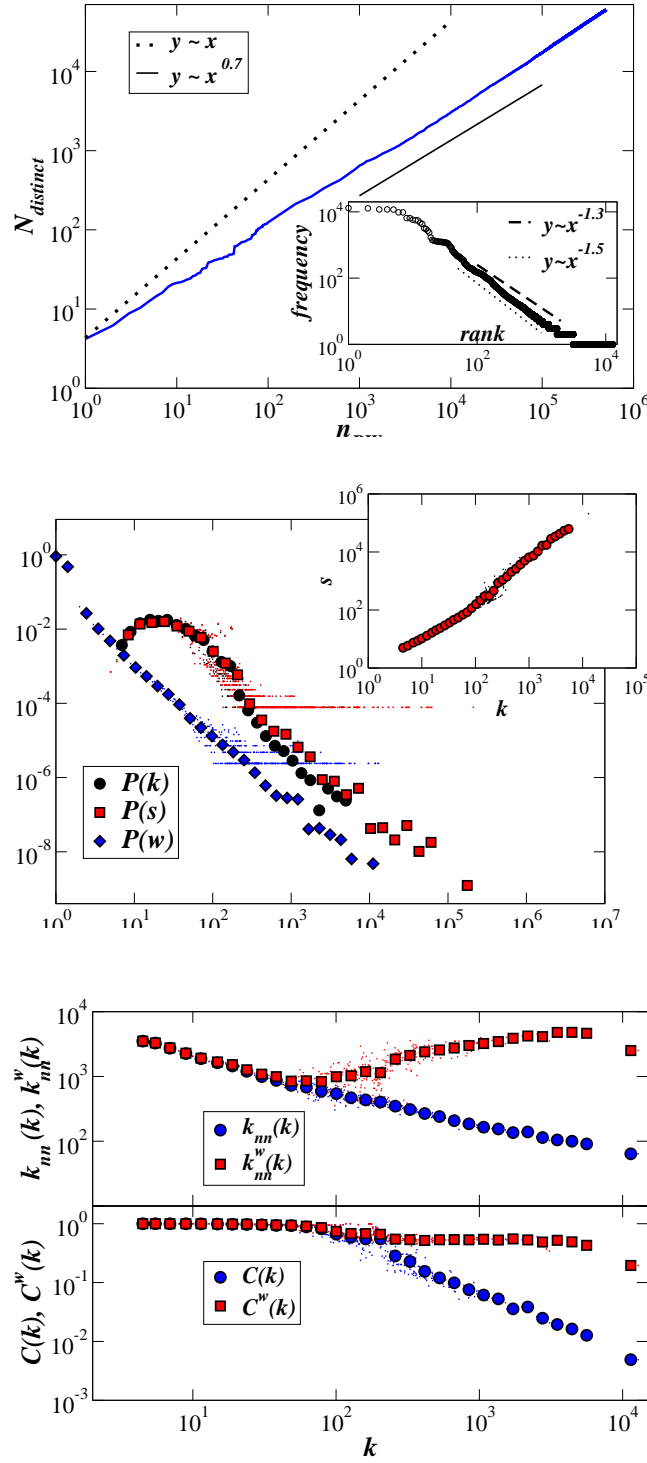 y ~ x
y ~ x^0.7
N_distinct
10^4
10^3
10^2
10^1
10^0
10^0 10^1 10^2 10^3 10^4 10^5 10^6
frequency
10^4
10^2
10^0
y~x^-1.3
y~x^-1.5
rank
10^0 10^2 10^4
10^0
10^-2
10^-4
10^-6
10^-8
P(k)
P(s)
P(w)
10^0 10^1 10^2 10^3 10^4 10^5 10^6 10^7
s
10^6
10^4
10^2
10^0
10^0 10^1 10^2 10^3 10^4 10^5
k
k_nn(k), k_nn^w(k)
10^4
10^3
10^2
k_nn(k)
k_nn^w(k)
C(k), C^w(k)
10^0
10^-1
10^-2
10^-3
C(k)
C^w(k)
10^1 10^2 10^3 10^4
k